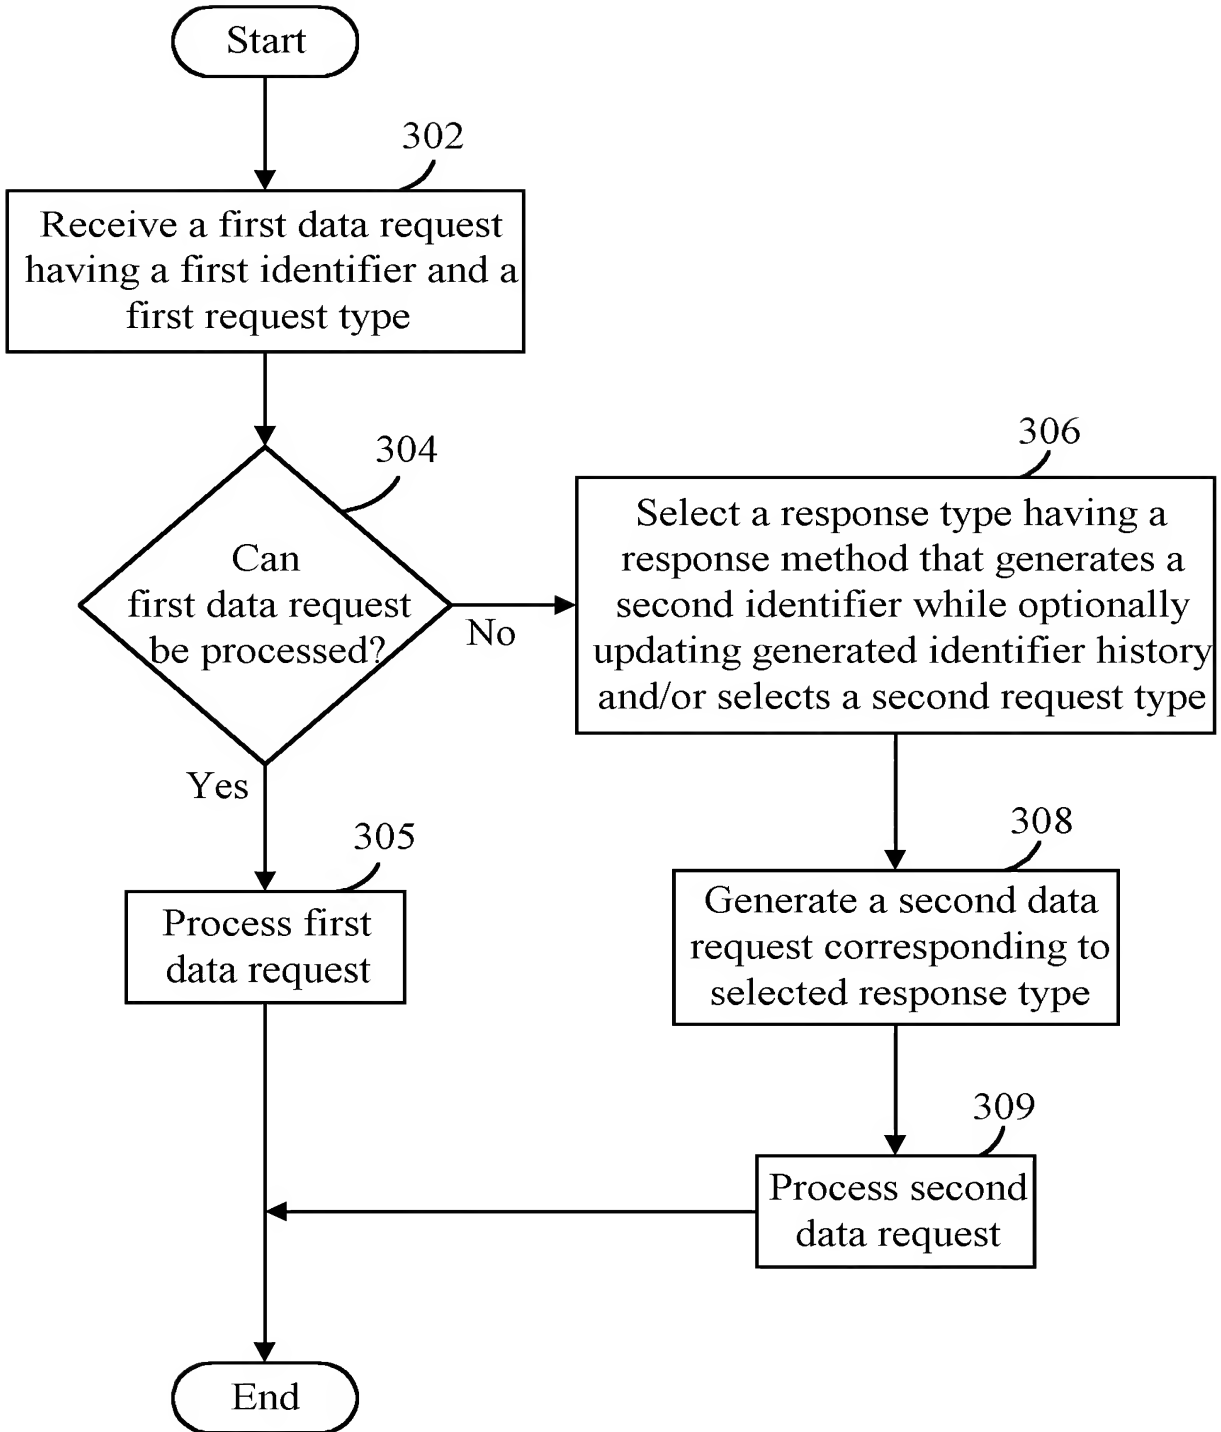 Start
302
Receive a first data request
having a first identifier and a
first request type
304
Can
first data request
be processed?
No
Yes
306
Select a response type having a
response method that generates a
second identifier while optionally
updating generated identifier history
and/or selects a second request type
305
Process first
data request
308
Generate a second data
request corresponding to
selected response type
309
Process second
data request
End